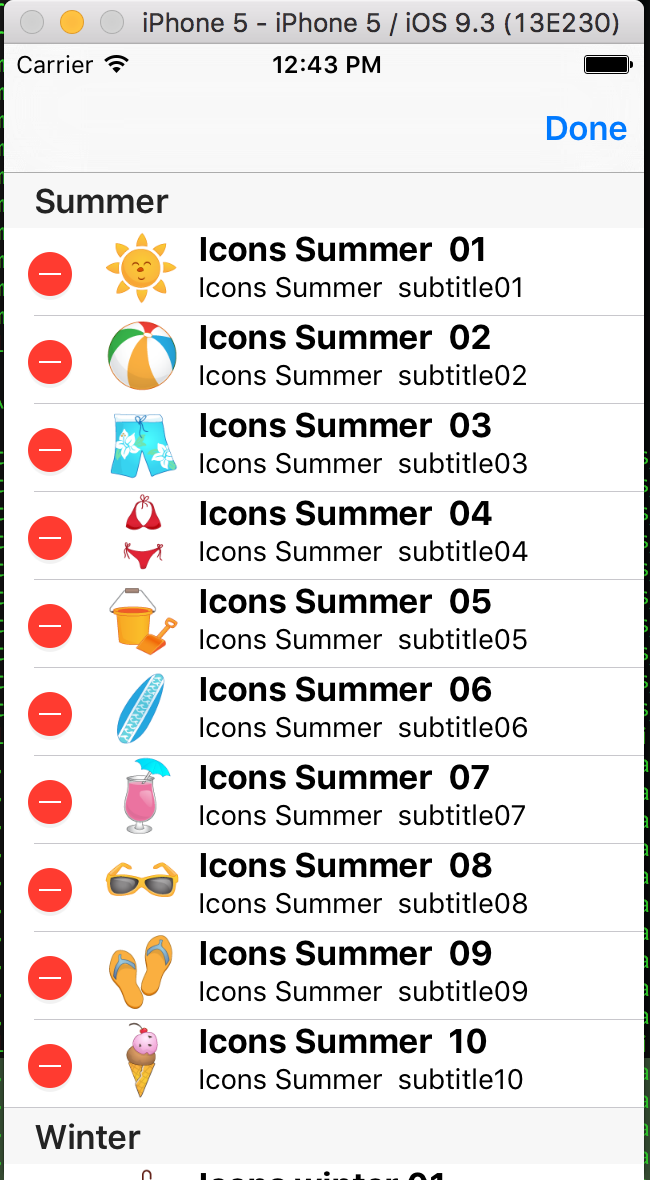 iPhone 5 - iPhone 5 / iOS 9.3 (13E230)
Carrier 12:43 PM
Done
Summer
Icons Summer 01
Icons Summer subtitle01
Icons Summer 02
Icons Summer subtitle02
Icons Summer 03
Icons Summer subtitle03
Icons Summer 04
Icons Summer subtitle04
Icons Summer 05
Icons Summer subtitle05
Icons Summer 06
Icons Summer subtitle06
Icons Summer 07
Icons Summer subtitle07
Icons Summer 08
Icons Summer subtitle08
Icons Summer 09
Icons Summer subtitle09
Icons Summer 10
Icons Summer subtitle10
Winter
Icons winter 01